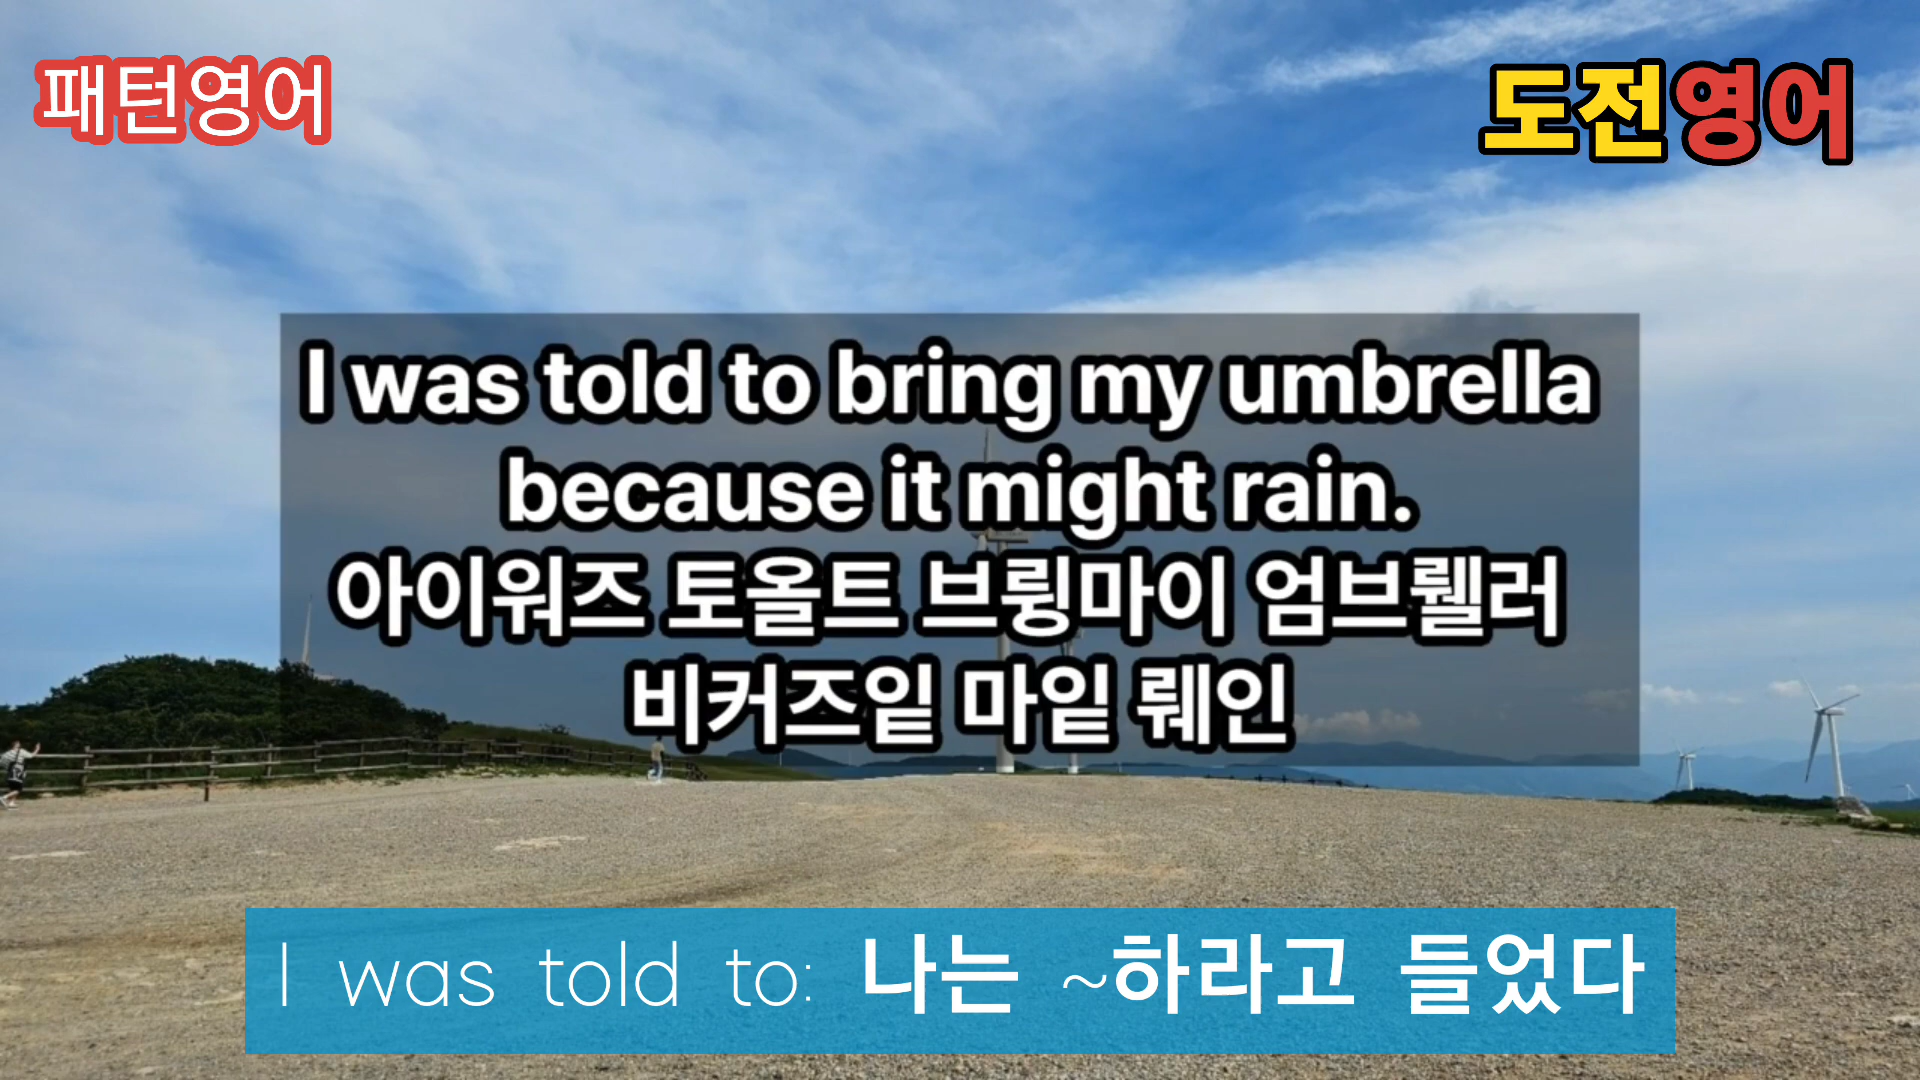 패턴영어
도전영어
I was told to bring my umbrella
because it might rain.
아이워즈 토올트 브륑마이 엄브뤨러
비커즈잍 마잍 뤠인
I was told to: 나는 ~하라고 들었다